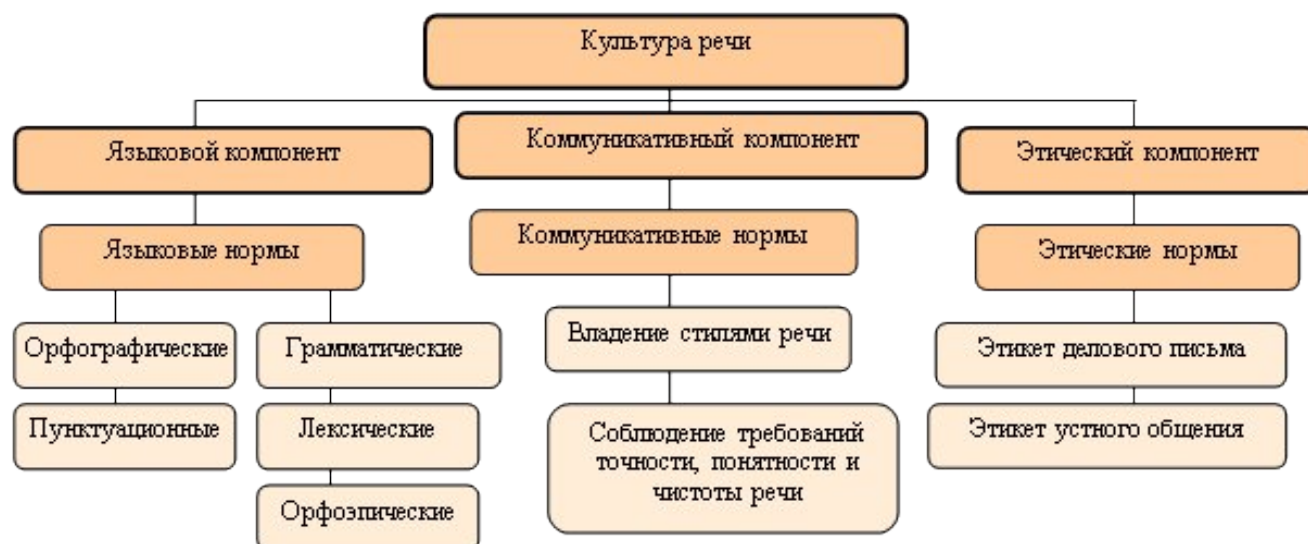 Культура речи
Языковой компонент
Коммуникативный компонент
Этический компонент
Языковые нормы
Коммуникативные нормы
Этические нормы
Орфографические
Грамматические
Владение стилями речи
Этикет делового письма
Пунктуационные
Лексические
Соблюдение требований
точности, понятности и
чистоты речи
Этикет устного общения
Орфоэпические